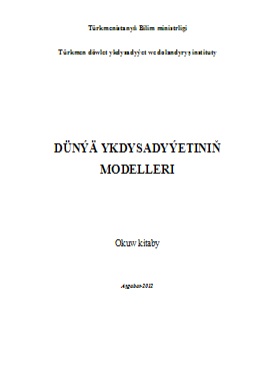 Türkmenistanyň Bilim ministrligi
Türkmen döwlet ykdysadyýet we dolandyryş instituty
DÜNÝÄ YKDYSADYÝETINIŇ
MODELLERI
Okuw kitaby
Aşgabat-2012